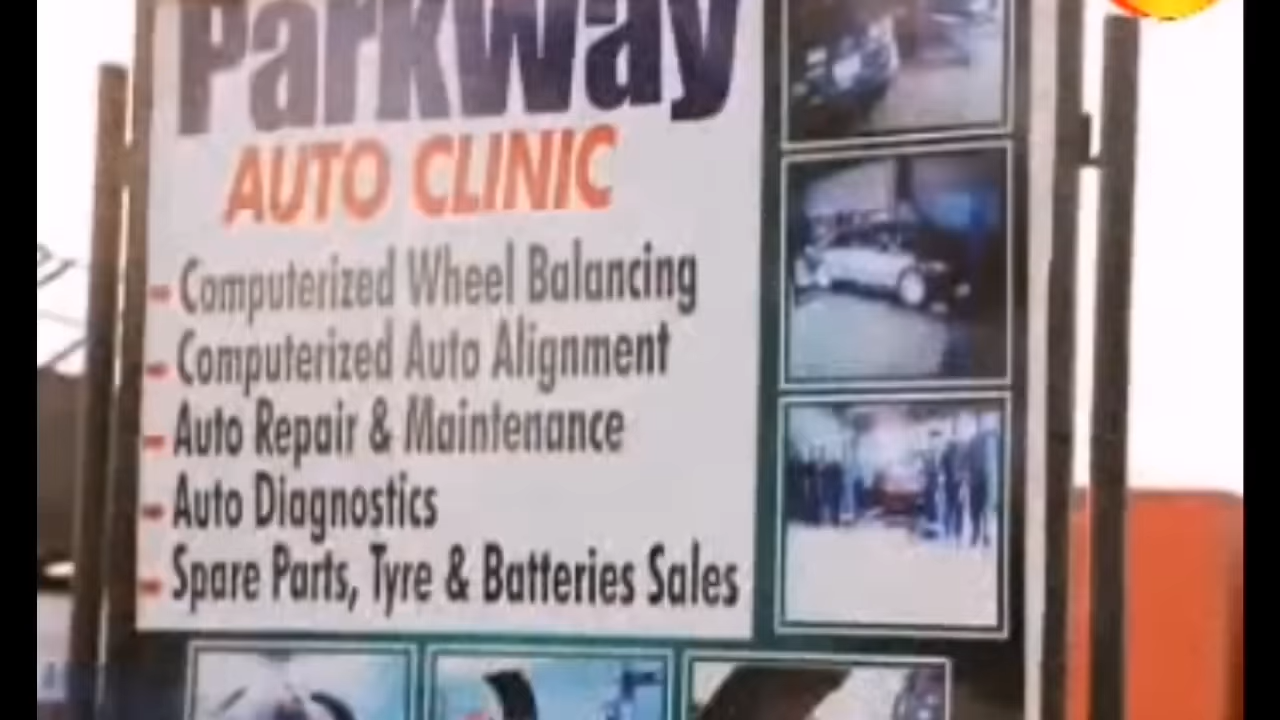 Parkway
AUTO CLINIC
- Computerized Wheel Balancing
- Computerized Auto Alignment
- Auto Repair & Maintenance
- Auto Diagnostics
- Spare Parts, Tyre & Batteries Sales